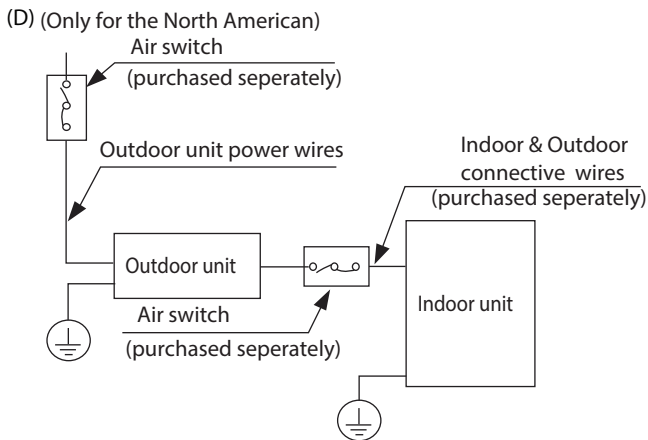 (D) (Only for the North American)
Air switch
(purchased seperately)
Outdoor unit power wires
Indoor & Outdoor
connective wires
(purchased seperately)
Outdoor unit
Indoor unit
Air switch
(purchased seperately)